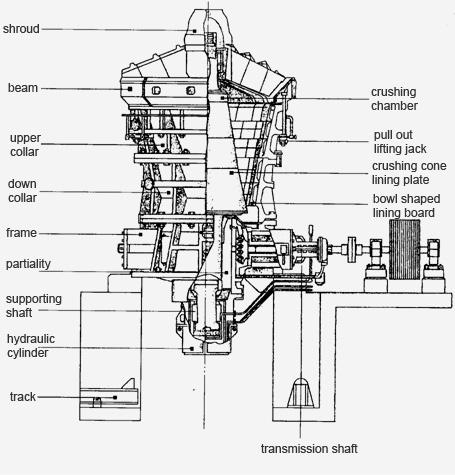 shroud
beam
upper
collar
down
collar
frame
partiality
supporting
shaft
hydraulic
cylinder
track
crushing
chamber
pull out
lifting jack
crushing cone
lining plate
bowl shaped
lining board
transmission shaft